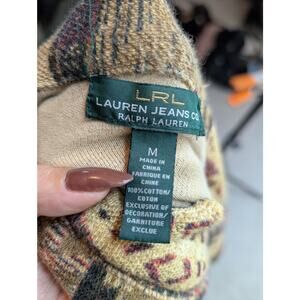 LRL
LAUREN JEANS CO.
RALPH LAUREN
M
MADE IN
CHINA
FABRIQUE EN
CHINE
100%COTTON/
COTON
EXCLUSIVE OF
DECORATION/
GARNITURE
EXCLUE